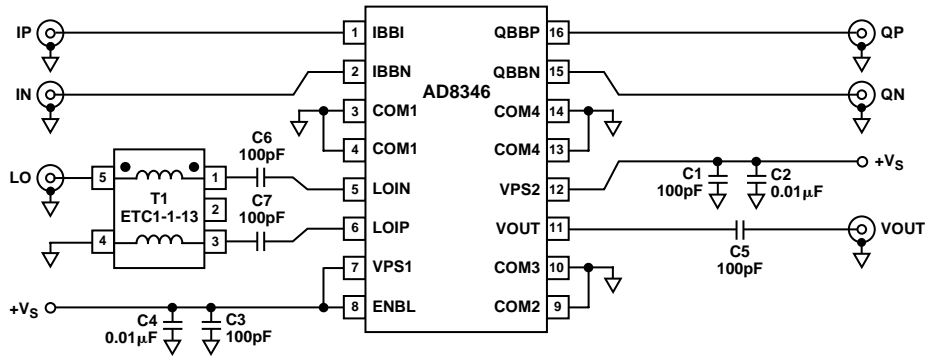 IP
IN
LO
5
4
1
2
3
T1
ETC1-1-13
C6
100pF
C7
100pF
+VS
C4
0.01μF
C3
100pF
AD8346
1 IBBI
2 IBBN
3 COM1
4 COM1
5 LOIN
6 LOIP
7 VPS1
8 ENBL
QBBP 16
QBBN 15
COM4 14
COM4 13
VPS2 12
VOUT 11
COM3 10
COM2 9
QP
QN
C1
100pF
C2
0.01μF
+VS
C5
100pF
VOUT